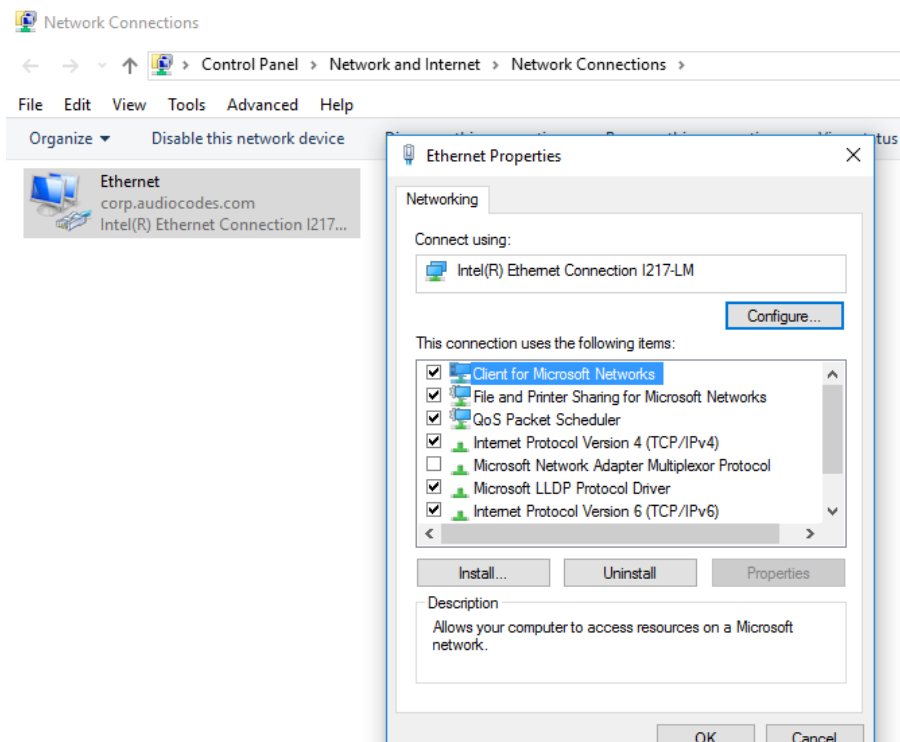 Network Connections
Control Panel > Network and Internet > Network Connections >
File Edit View Tools Advanced Help
Organize Disable this network device
tus
Ethernet
corp.audiocodes.com
Intel(R) Ethernet Connection I217...
Ethernet Properties
Networking
Connect using:
Intel(R) Ethernet Connection I217-LM
Configure...
This connection uses the following items:
Client for Microsoft Networks
File and Printer Sharing for Microsoft Networks
QoS Packet Scheduler
Internet Protocol Version 4 (TCP/IPv4)
Microsoft Network Adapter Multiplexor Protocol
Microsoft LLDP Protocol Driver
Internet Protocol Version 6 (TCP/IPv6)
Install... Uninstall Properties
Description
Allows your computer to access resources on a Microsoft
network.
OK Cancel